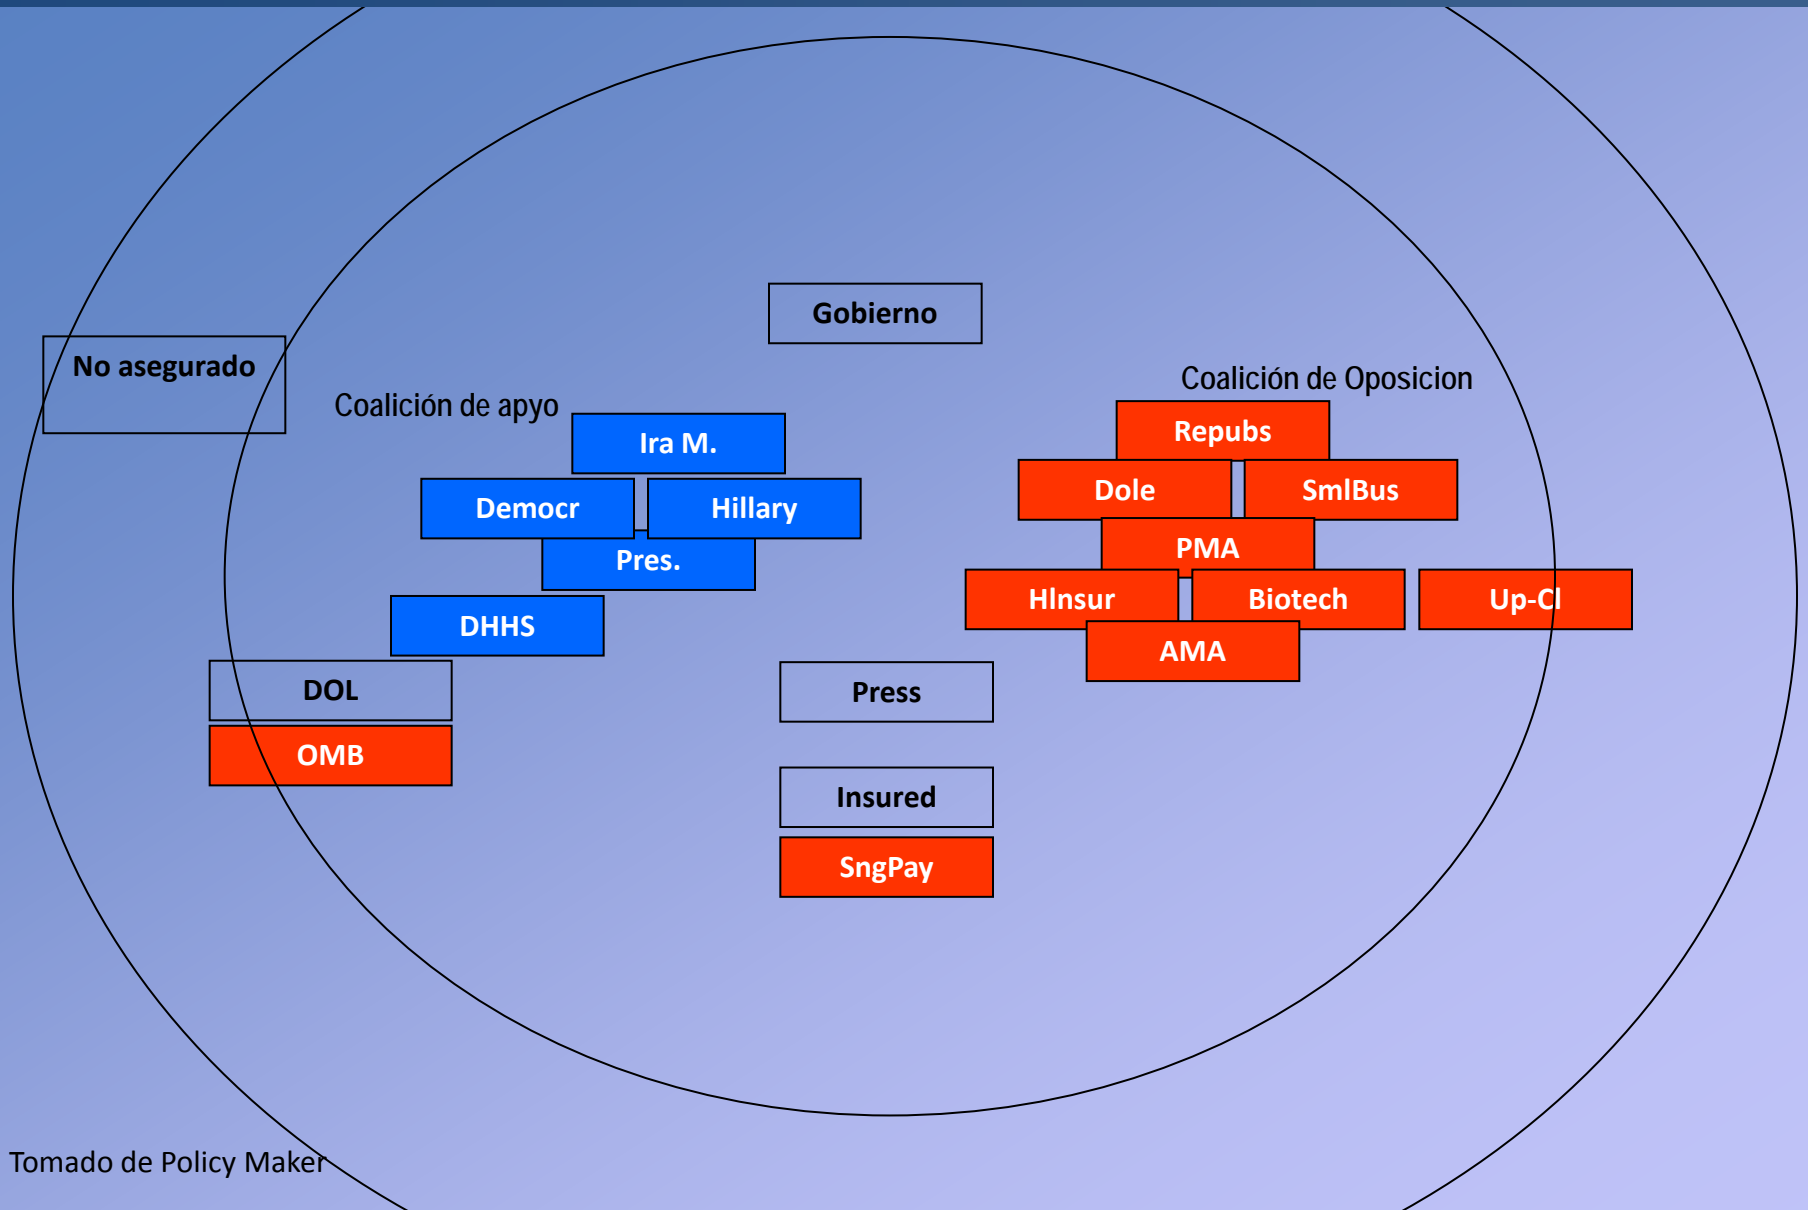 Gobierno
No asegurado
Coalición de apyo
Coalición de Oposicion
Ira M.
Repubs
Democr
Hillary
Dole
SmlBus
Pres.
PMA
DHHS
HInsur
Biotech
Up-Cl
AMA
DOL
Press
OMB
Insured
SngPay
Tomado de Policy Maker